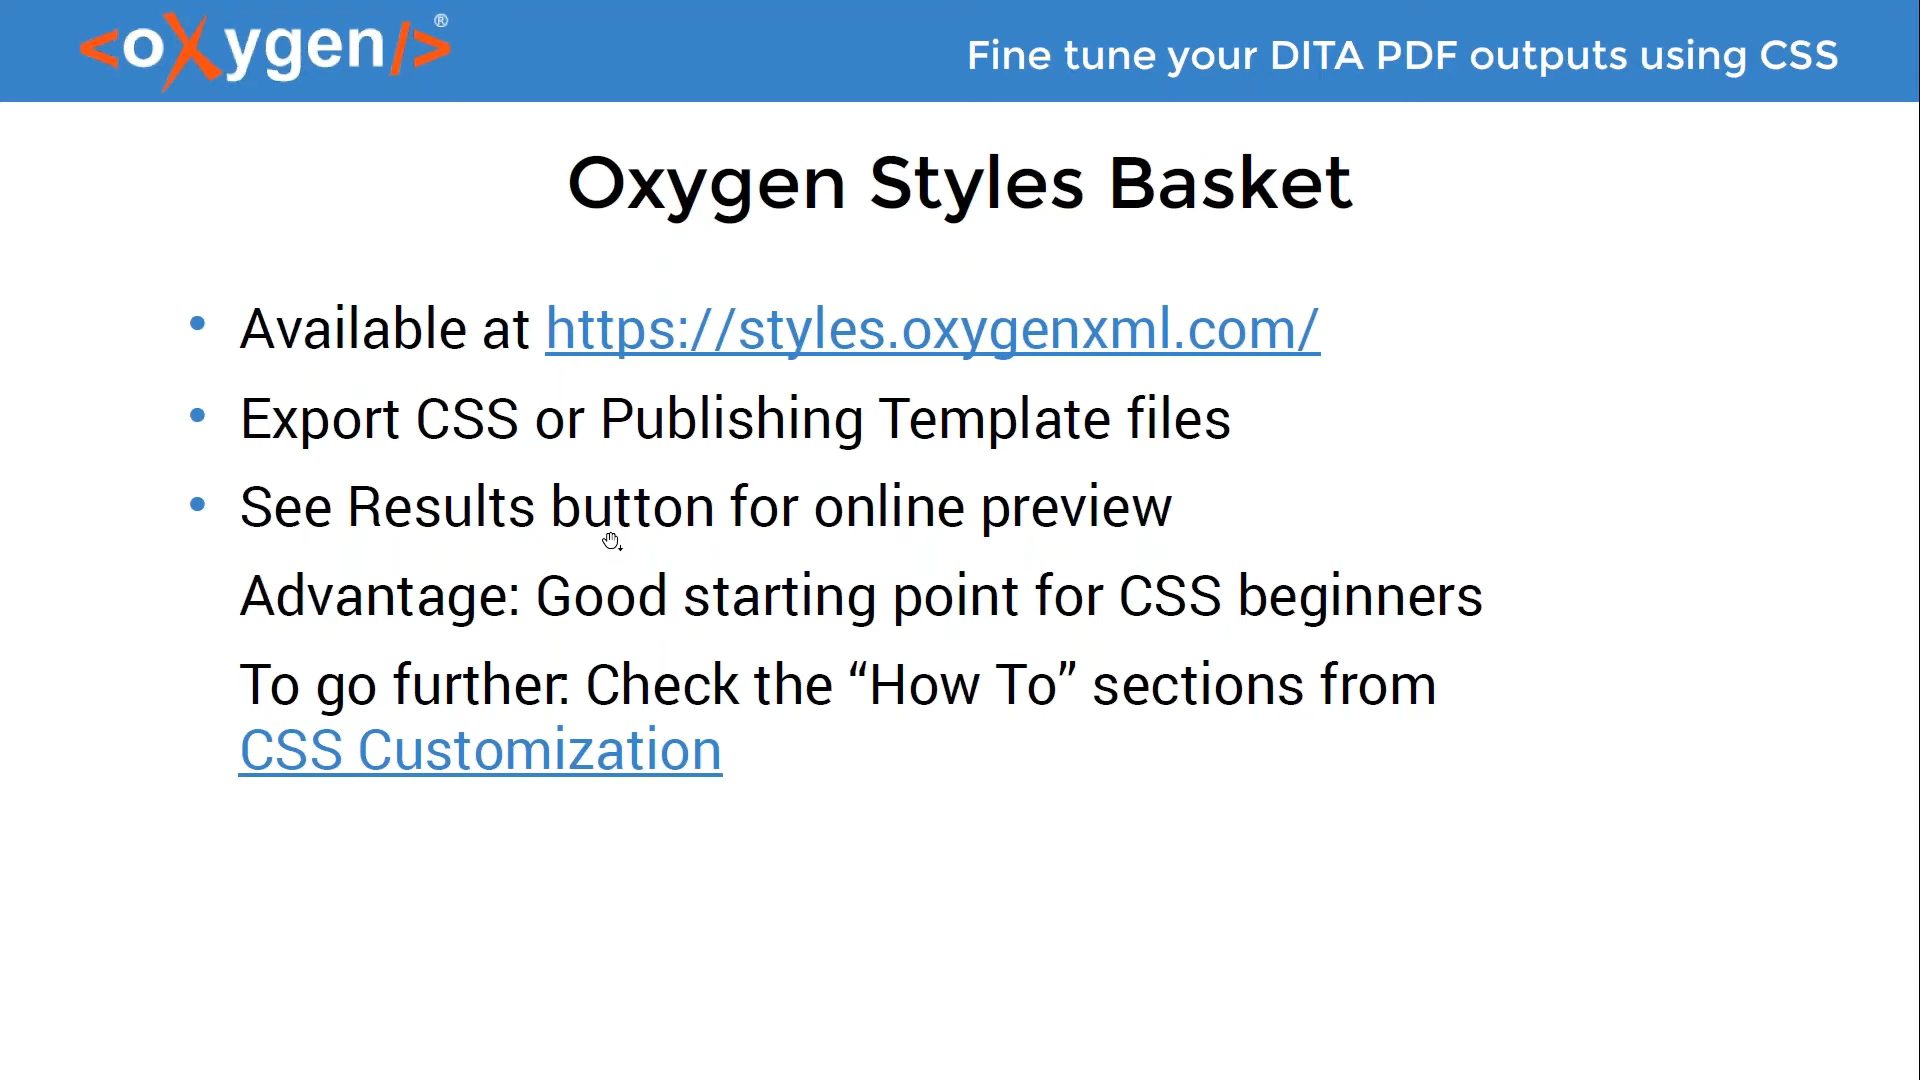 <oXygen/>®
Fine tune your DITA PDF outputs using CSS
Oxygen Styles Basket
• Available at https://styles.oxygenxml.com/
• Export CSS or Publishing Template files
• See Results button for online preview
Advantage: Good starting point for CSS beginners
To go further: Check the “How To” sections from
CSS Customization